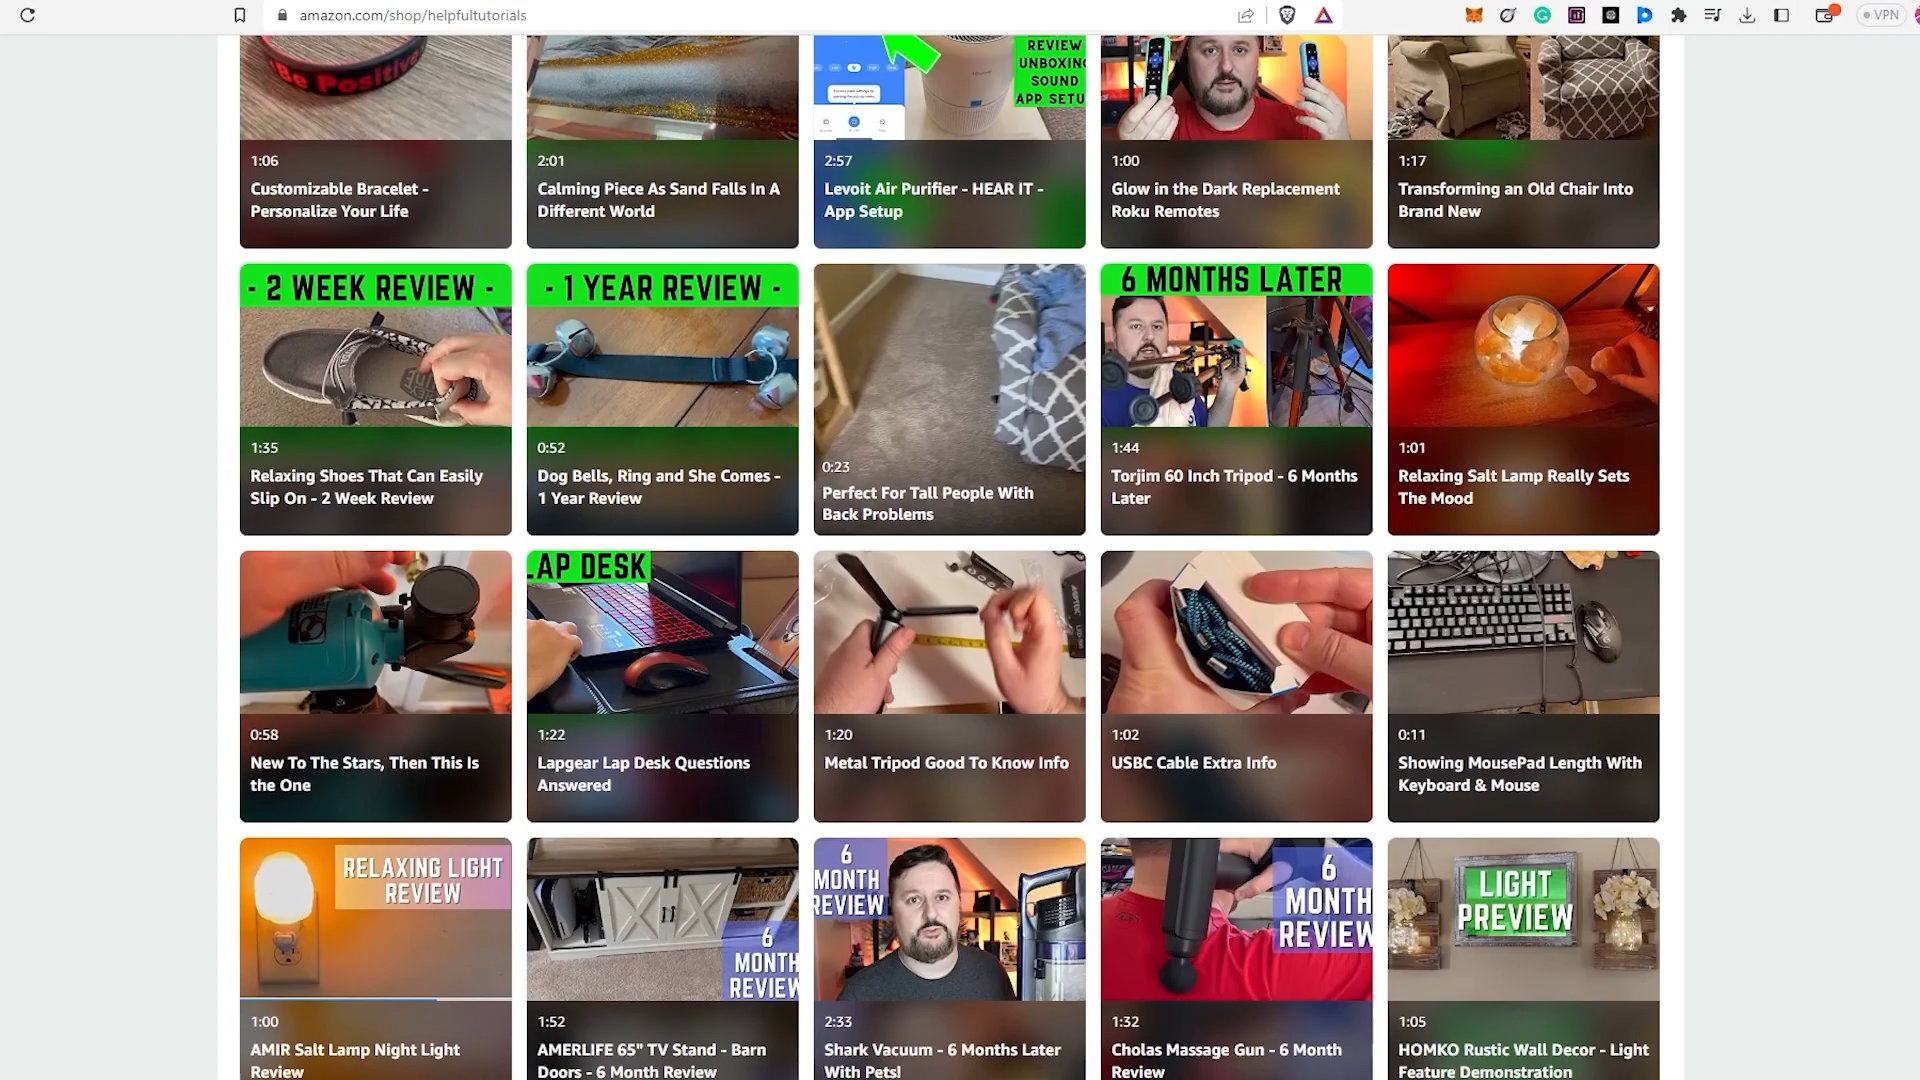 amazon.com/shop/helpfultutorials
VPN
Be Positive
REVIEW
UNBOXING
SOUND
APP SETU
1:06
Customizable Bracelet -
Personalize Your Life
2:01
Calming Piece As Sand Falls In A
Different World
2:57
Levoit Air Purifier - HEAR IT -
App Setup
1:00
Glow in the Dark Replacement
Roku Remotes
1:17
Transforming an Old Chair Into
Brand New
- 2 WEEK REVIEW -
1:35
Relaxing Shoes That Can Easily
Slip On - 2 Week Review
- 1 YEAR REVIEW -
0:52
Dog Bells, Ring and She Comes -
1 Year Review
0:23
Perfect For Tall People With
Back Problems
6 MONTHS LATER
1:44
Torjim 60 Inch Tripod - 6 Months
Later
1:01
Relaxing Salt Lamp Really Sets
The Mood
0:58
New To The Stars, Then This Is
the One
LAP DESK
1:22
Lapgear Lap Desk Questions
Answered
1:20
Metal Tripod Good To Know Info
1:02
USBC Cable Extra Info
0:11
Showing MousePad Length With
Keyboard & Mouse
RELAXING LIGHT
REVIEW
1:00
AMIR Salt Lamp Night Light
Review
6
MONTH
REVIEW
1:52
AMERLIFE 65" TV Stand - Barn
Doors - 6 Month Review
6
MONTH
REVIEW
2:33
Shark Vacuum - 6 Months Later
With Pets!
6
MONTH
REVIEW
1:32
Cholas Massage Gun - 6 Month
Review
LIGHT
PREVIEW
1:05
HOMKO Rustic Wall Decor - Light
Feature Demonstration